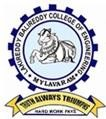 LAKIREDDY BALIREDDY COLLEGE OF ENGINEERING
MYLAVARAM
TRUTH ALWAYS TRIUMPHS
HARD WORK PAYS